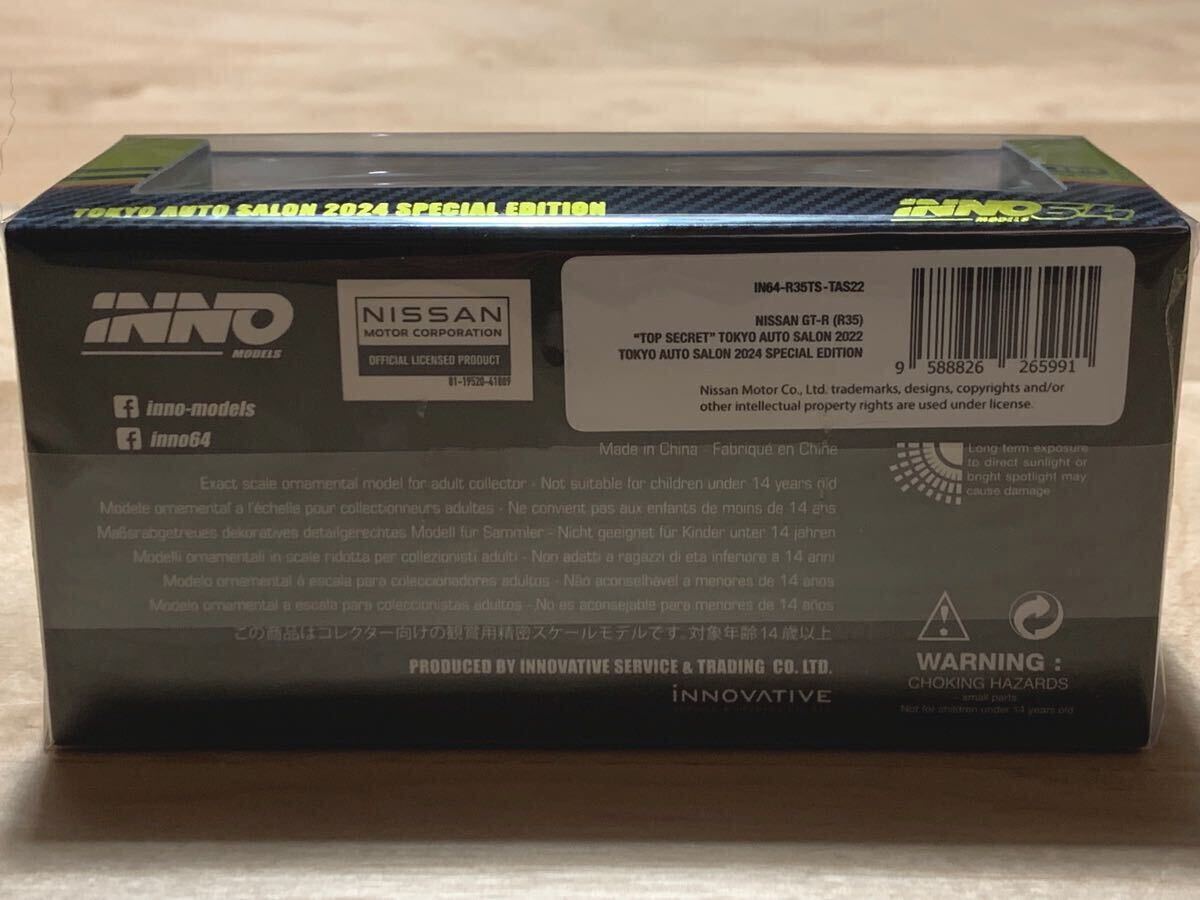 TOKYO AUTO SALON 2024 SPECIAL EDITION
INNO64
MODELS
INNO
MODELS
inno-models
inno64
NISSAN
MOTOR CORPORATION
OFFICIAL LICENSED PRODUCT
01-19520-41809
IN64-R35TS-TAS22
NISSAN GT-R (R35)
"TOP SECRET" TOKYO AUTO SALON 2022
TOKYO AUTO SALON 2024 SPECIAL EDITION
9 588826 265991
Nissan Motor Co., Ltd. trademarks, designs, copyrights and/or
other intellectual property rights are used under license.
Made in China · Fabriqué en Chine
Long term exposure
to direct sunlight or
bright spotlight may
cause damage
Exact scale ornamental model for adult collector - Not suitable for children under 14 years old
Modele ornemental a l'échelle pour collectionneurs adultes - Ne convient pas aux enfants de moins de 14 ans
Maßsrabgetreues dekoratives detailgerechtes Modell für Sammler - Nicht geeignet für Kinder unter 14 jahren
Modelli ornamentali in scale ridotta per collezionisti adulti - Non adatti a ragazzi di eta inferiore a 14 anni
Modelo ornamental á escala para coleccionadores adultos - Não aconselhável a menores de 14 anos
Modelo ornamental a escala para coleccionistas adultos - No es aconsejable para menores de 14 años
この商品はコレクター向けの観賞用精密スケールモデルです。対象年齢14歳以上
PRODUCED BY INNOVATIVE SERVICE & TRADING CO. LTD.
INNOVATIVE
WARNING :
CHOKING HAZARDS
small parts.
Not for children under 14 years old